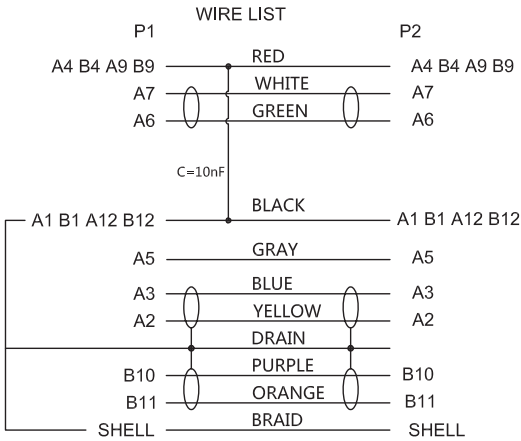 WIRE LIST
P1 P2
A4 B4 A9 B9 RED A4 B4 A9 B9
A7 WHITE A7
A6 GREEN A6
C=10nF
A1 B1 A12 B12 BLACK A1 B1 A12 B12
A5 GRAY A5
A3 BLUE A3
A2 YELLOW A2
DRAIN
B10 PURPLE B10
B11 ORANGE B11
SHELL BRAID SHELL